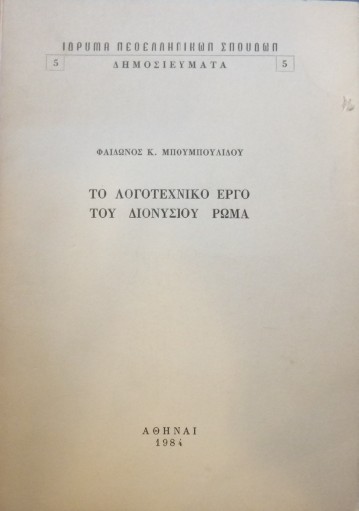 ΙΔΡΥΜΑ ΝΕΟΕΛΛΗΝΙΚΩΝ ΣΠΟΥΔΩΝ
5 ΔΗΜΟΣΙΕΥΜΑΤΑ 5
ΦΑΙΔΩΝΟΣ Κ. ΜΠΟΥΜΠΟΥΛΙΔΟΥ
ΤΟ ΛΟΓΟΤΕΧΝΙΚΟ ΕΡΓΟ
ΤΟΥ ΔΙΟΝΥΣΙΟΥ ΡΩΜΑ
ΑΘΗΝΑΙ
1984